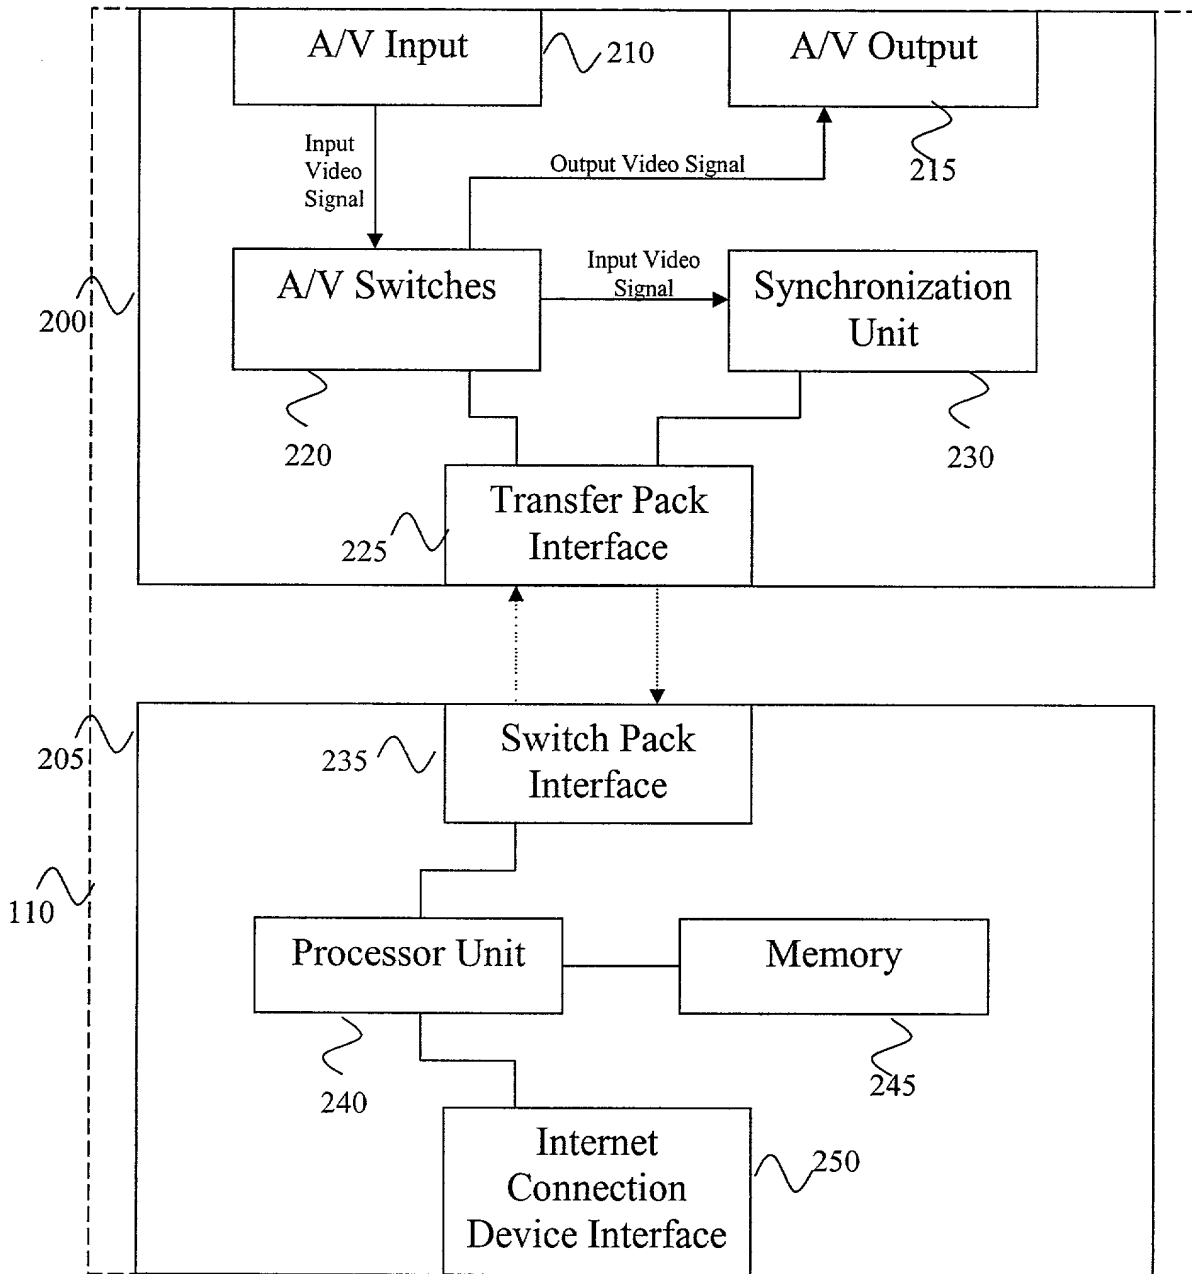 A/V Input
210
A/V Output
215
Input
Video
Signal
Output Video Signal
200
A/V Switches
220
Input Video
Signal
Synchronization
Unit
230
Transfer Pack
Interface
225
205
Switch Pack
Interface
235
110
Processor Unit
240
Memory
245
Internet
Connection
Device Interface
250